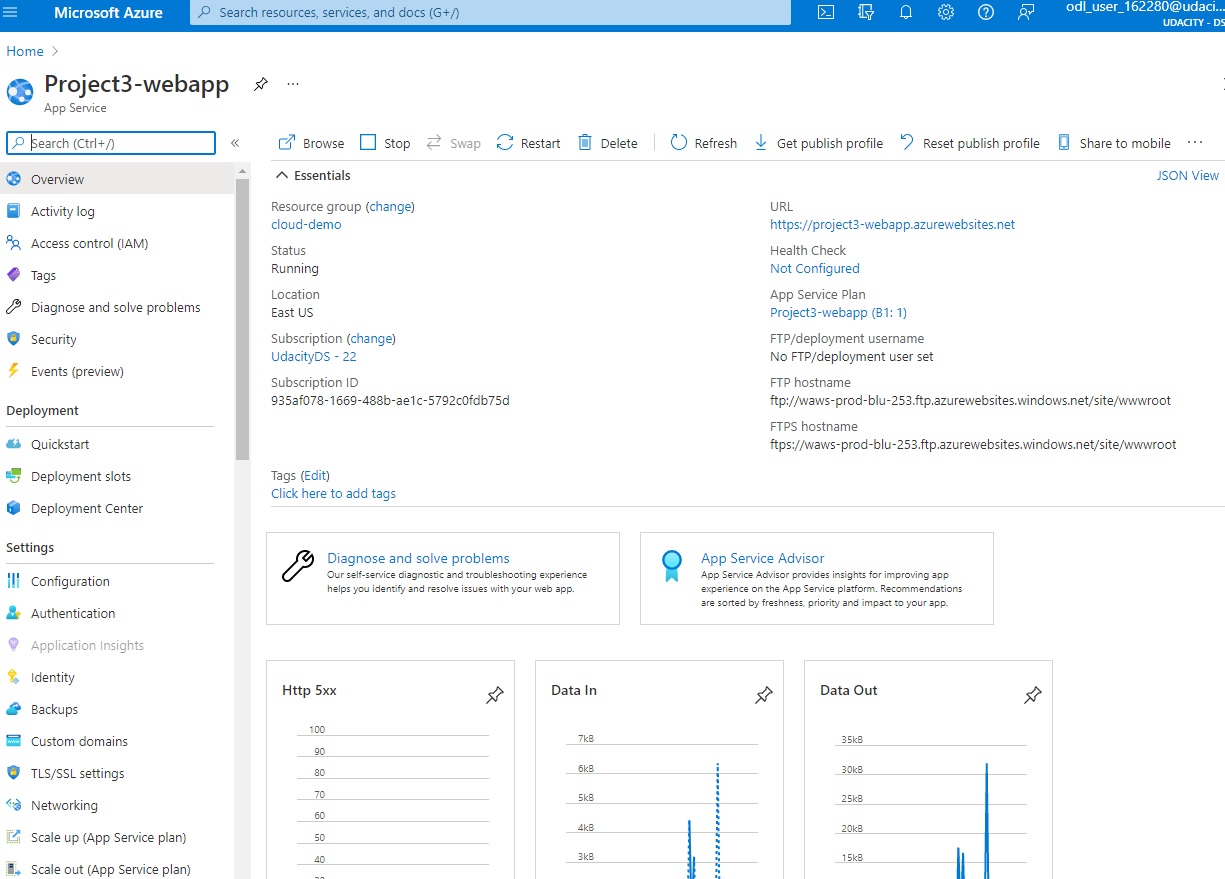 Microsoft Azure
Search resources, services, and docs (G+/)
odl_user_162280@udaci...
UDACITY - DS
Home
Project3-webapp
App Service
Search (Ctrl+/)
Browse
Stop
Swap
Restart
Delete
Refresh
Get publish profile
Reset publish profile
Share to mobile
Overview
Activity log
Access control (IAM)
Tags
Diagnose and solve problems
Security
Events (preview)
Deployment
Quickstart
Deployment slots
Deployment Center
Settings
Configuration
Authentication
Application Insights
Identity
Backups
Custom domains
TLS/SSL settings
Networking
Scale up (App Service plan)
Scale out (App Service plan)
Essentials
JSON View
Resource group (change)
cloud-demo
Status
Running
Location
East US
Subscription (change)
UdacityDS - 22
Subscription ID
935af078-1669-488b-ae1c-5792c0fdb75d
URL
https://project3-webapp.azurewebsites.net
Health Check
Not Configured
App Service Plan
Project3-webapp (B1: 1)
FTP/deployment username
No FTP/deployment user set
FTP hostname
ftp://waws-prod-blu-253.ftp.azurewebsites.windows.net/site/wwwroot
FTPS hostname
ftps://waws-prod-blu-253.ftp.azurewebsites.windows.net/site/wwwroot
Tags (Edit)
Click here to add tags
Diagnose and solve problems
Our self-service diagnostic and troubleshooting experience
helps you identify and resolve issues with your web app.
App Service Advisor
App Service Advisor provides insights for improving app
experience on the App Service platform. Recommendations
are sorted by freshness, priority and impact to your app.
Http 5xx
100
90
80
70
60
50
40
Data In
7kB
6kB
5kB
4kB
3kB
Data Out
35kB
30kB
25kB
20kB
15kB